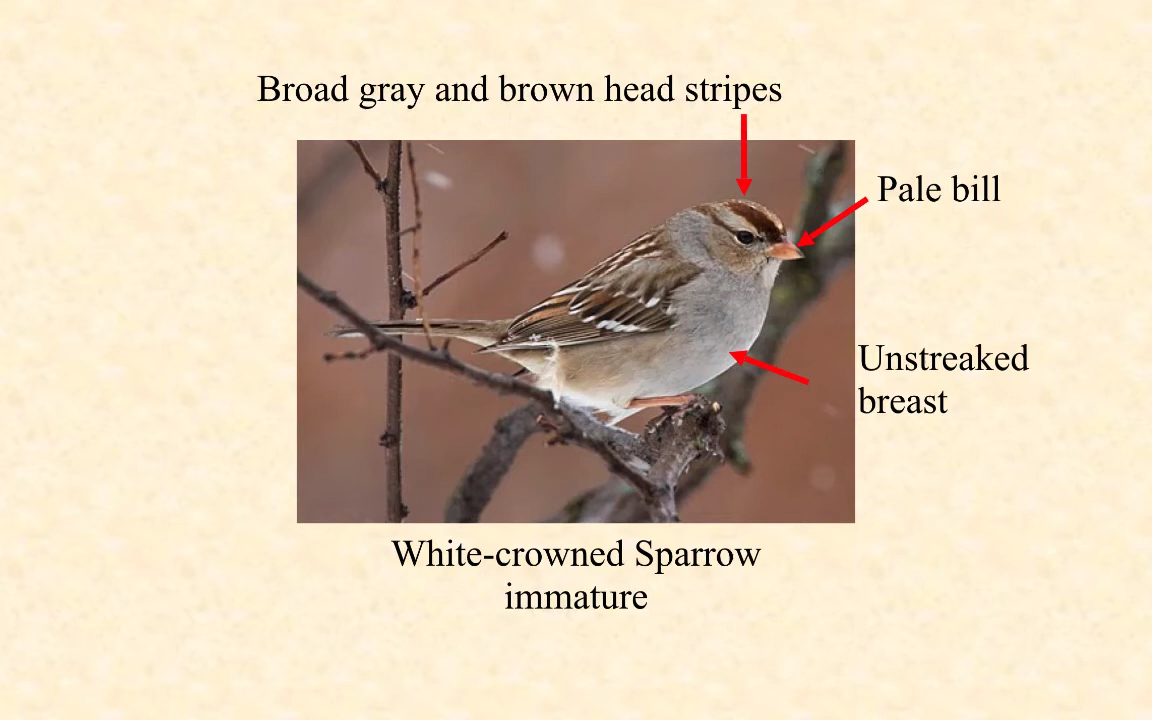 Broad gray and brown head stripes
Pale bill
Unstreaked
breast
White-crowned Sparrow
immature